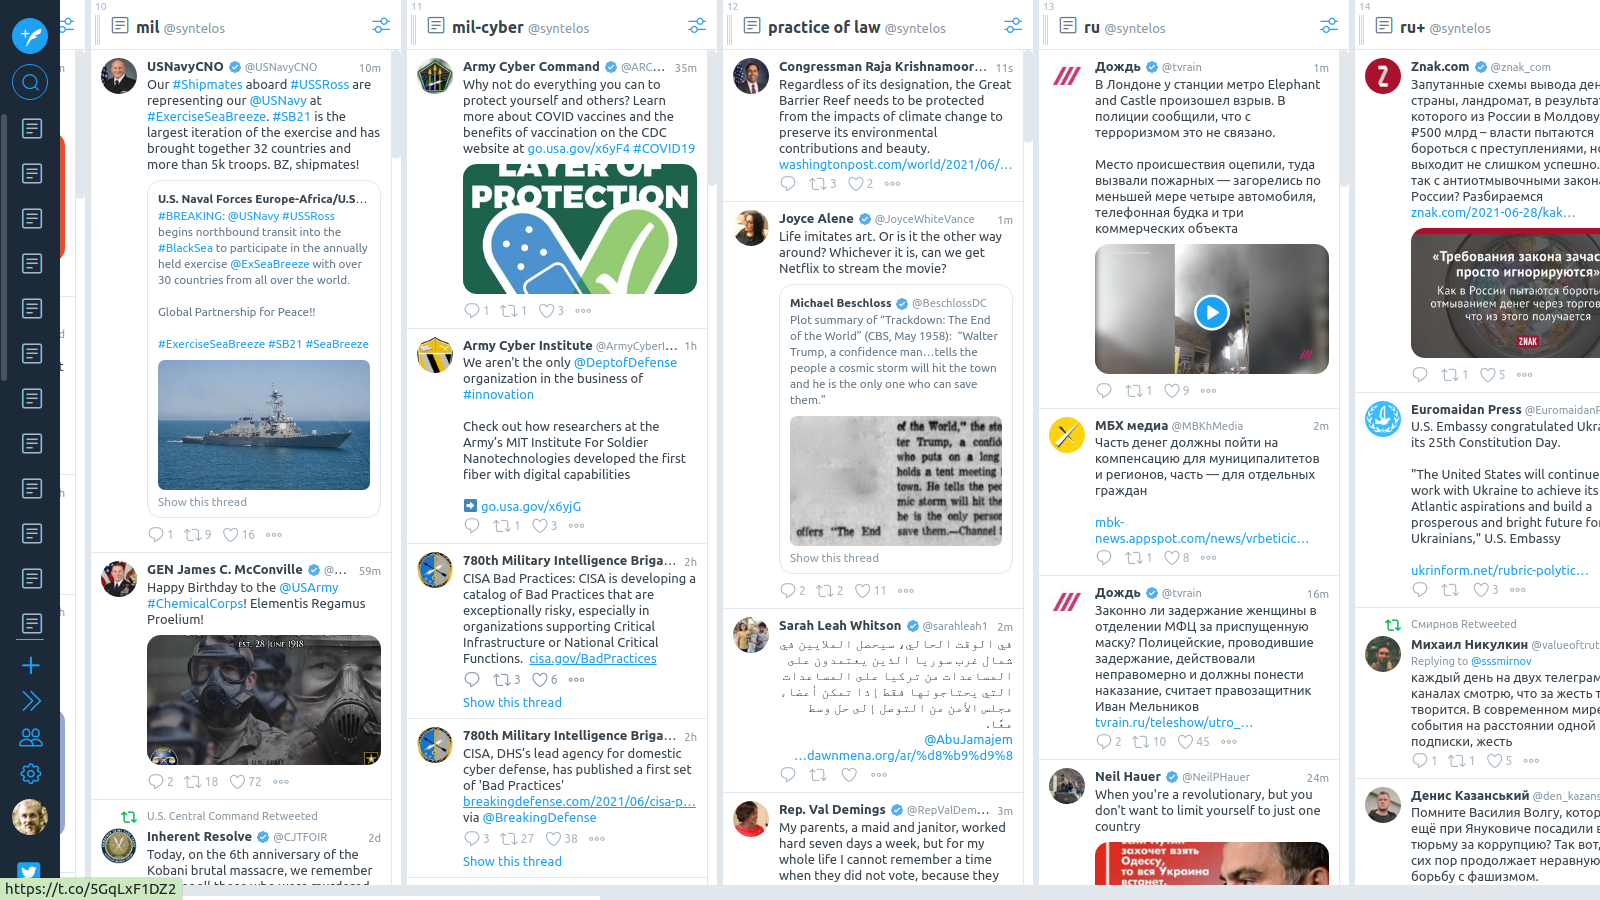 10
mil @syntelos
USNavyCNO @USNavyCNO 10m
Our #Shipmates aboard #USSRoss are
representing our @USNavy at
#ExerciseSeaBreeze. #SB21 is the
largest iteration of the exercise and has
brought together 32 countries and
more than 5k troops. BZ, shipmates!
U.S. Naval Forces Europe-Africa/U.S...
#BREAKING: @USNavy #USSRoss
begins northbound transit into the
#BlackSea to participate in the annually
held exercise @ExSeaBreeze with over
30 countries from all over the world.
Global Partnership for Peace!!
#ExerciseSeaBreeze #SB21 #SeaBreeze
Show this thread
1 9 16
GEN James C. McConville @... 59m
Happy Birthday to the @USArmy
#ChemicalCorps! Elementis Regamus
Proelium!
EST. 28 JUNE 1918
U.S. ARMY
2 18 72
U.S. Central Command Retweeted
Inherent Resolve @CJTFOIR 2d
Today, on the 6th anniversary of the
Kobani brutal massacre, we remember
https://t.co/5GqLxF1DZ2
11
mil-cyber @syntelos
Army Cyber Command @ARC... 35m
Why not do everything you can to
protect yourself and others? Learn
more about COVID vaccines and the
benefits of vaccination on the CDC
website at go.usa.gov/x6yF4 #COVID19
LAYER OF
PROTECTION
1 1 3
Army Cyber Institute @ArmyCyberI... 1h
We aren't the only @DeptofDefense
organization in the business of
#innovation
Check out how researchers at the
Army's MIT Institute For Soldier
Nanotechnologies developed the first
fiber with digital capabilities
go.usa.gov/x6yjG
1 3
780th Military Intelligence Briga... 2h
CISA Bad Practices: CISA is developing a
catalog of Bad Practices that are
exceptionally risky, especially in
organizations supporting Critical
Infrastructure or National Critical
Functions. cisa.gov/BadPractices
3 6
Show this thread
780th Military Intelligence Briga... 2h
CISA, DHS's lead agency for domestic
cyber defense, has published a first set
of 'Bad Practices'
breakingdefense.com/2021/06/cisa-p...
via @BreakingDefense
3 27 38
Show this thread
12
practice of law @syntelos
Congressman Raja Krishnamoor... 11s
Regardless of its designation, the Great
Barrier Reef needs to be protected
from the impacts of climate change to
preserve its environmental
contributions and beauty.
washingtonpost.com/world/2021/06/...
3 2
Joyce Alene @JoyceWhiteVance 1m
Life imitates art. Or is it the other way
around? Whichever it is, can we get
Netflix to stream the movie?
Michael Beschloss @BeschlossDC
Plot summary of "Trackdown: The End
of the World" (CBS, May 1958): "Walter
Trump, a confidence man...tells the
people a cosmic storm will hit the town
and he is the only one who can save
them."
of the World," the sto
ter Trump, a confide
who puts on a long
holds a tent meeting
town. He tells the peo
mic storm will hit the
he is the only person
offers "The End save them.—Channel
Show this thread
2 2 11
Sarah Leah Whitson @sarahleah1 2m
في الوقت الحالي، سيحصل الملايين في
شمال غرب سوريا الذين يعتمدون على
المساعدات من تركيا على المساعدات
التي يحتاجونها فقط إذا تمكن أعضاء
مجلس الأمن من التوصل إلى حل وسط
معًا.
@AbuJamajem
...dawnmena.org/ar/%d8%b9%d9%8
Rep. Val Demings @RepValDem... 3m
My parents, a maid and janitor, worked
hard seven days a week, but for my
whole life I cannot remember a time
when they did not vote, because they
13
ru @syntelos
Дождь @tvrain 1m
В Лондоне у станции метро Elephant
and Castle произошел взрыв. В
полиции сообщили, что с
терроризмом это не связано.
Место происшествия оцепили, туда
вызвали пожарных — загорелись по
меньшей мере четыре автомобиля,
телефонная будка и три
коммерческих объекта
1 9
МБХ медиа @MBKhMedia 2m
Часть денег должны пойти на
компенсацию для муниципалитетов
и регионов, часть — для отдельных
граждан
mbk-
news.appspot.com/news/vrbeticic...
1 8
Дождь @tvrain 16m
Законно ли задержание женщины в
отделении МФЦ за приспущенную
маску? Полицейские, проводившие
задержание, действовали
неправомерно и должны понести
наказание, считает правозащитник
Иван Мельников
tvrain.ru/teleshow/utro_...
2 10 45
Neil Hauer @NeilPHauer 24m
When you're a revolutionary, but you
don't want to limit yourself to just one
country
захочет взять
Одессу,
то вся Украина
встанет.
14
ru+ @syntelos
Znak.com @znak_com
Запутанные схемы вывода ден
страны, ландромат, в результат
которого из России в Молдову
₽500 млрд – власти пытаются
бороться с преступлениями, но
выходит не слишком успешно.
так с антиотмывочными закона
России? Разбираемся
znak.com/2021-06-28/kak...
«Требования закона зачас
просто игнорируются»
Как в России пытаются бороть
отмыванием денег через торгов
что из этого получается
ZNAK
1 5
Euromaidan Press @EuromaidanP
U.S. Embassy congratulated Ukra
its 25th Constitution Day.
"The United States will continue
work with Ukraine to achieve its
Atlantic aspirations and build a
prosperous and bright future fo
Ukrainians," U.S. Embassy
ukrinform.net/rubric-polytic...
3
Смирнов Retweeted
Михаил Никулкин @valueoftrut
Replying to @sssmirnov
каждый день на двух телеграм
каналах смотрю, что за жесть т
творится. В современном мире
события на расстоянии одной
подписки, жесть
1 1 5
Денис Казанський @den_kazans
Помните Василия Волгу, котор
ещё при Януковиче посадили в
тюрьму за коррупцию? Так вот,
сих пор продолжает неравную
борьбу с фашизмом.